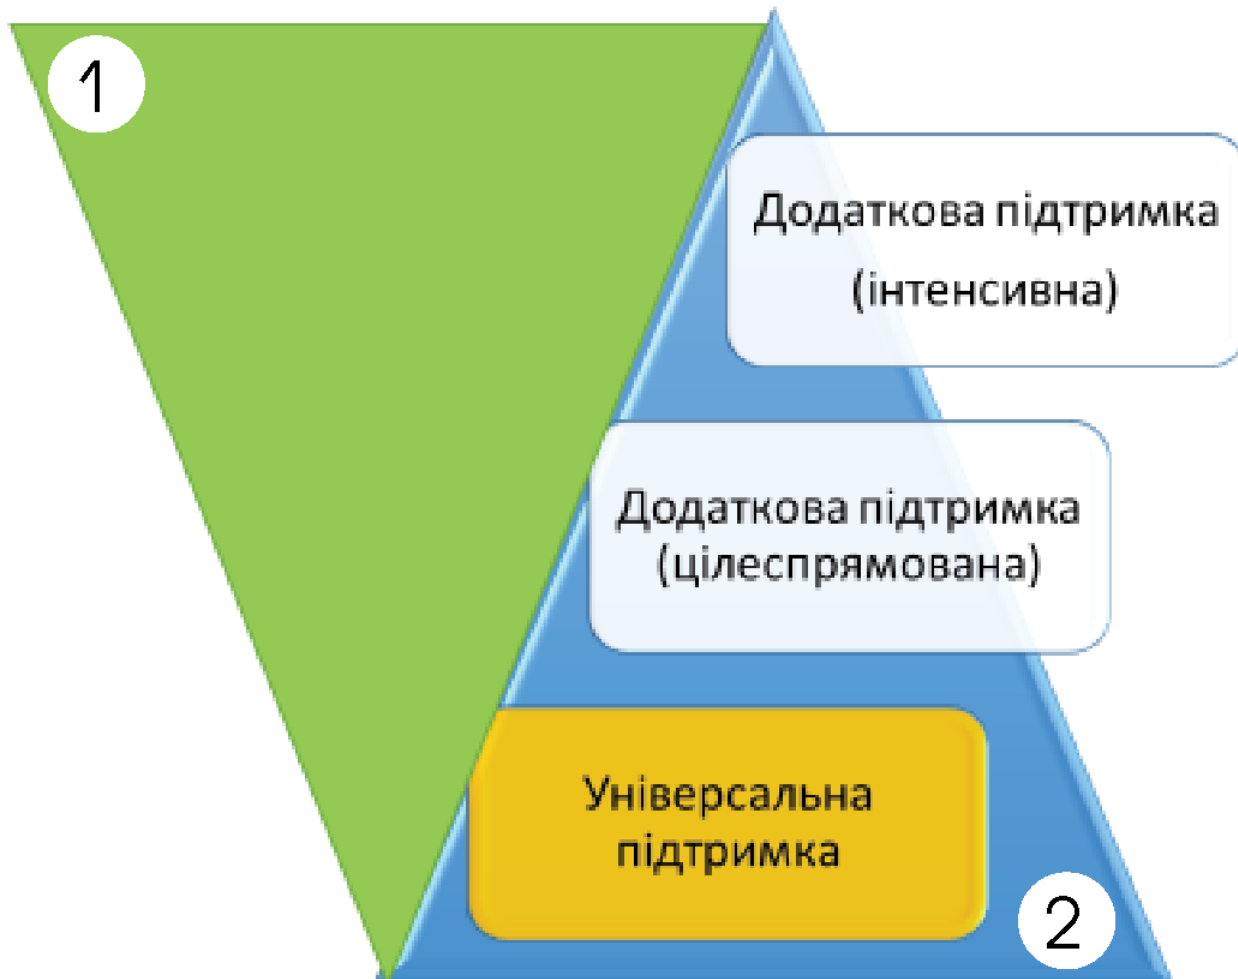 1
Додаткова підтримка
(інтенсивна)
Додаткова підтримка
(цілеспрямована)
Універсальна
підтримка
2